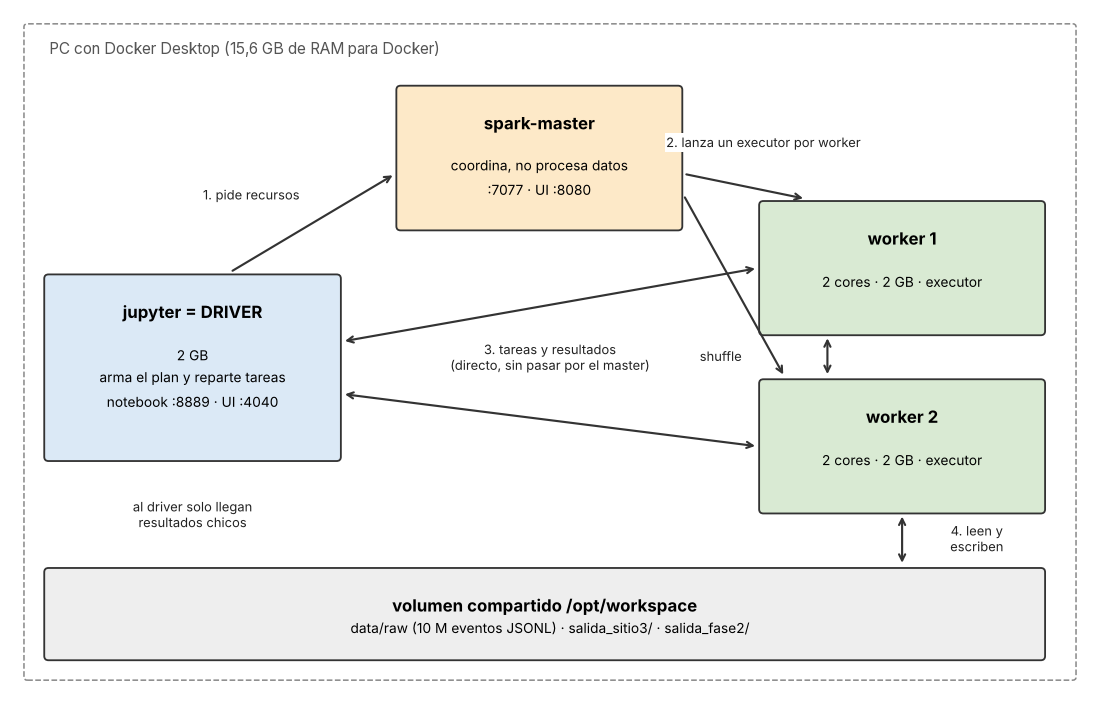 PC con Docker Desktop (15,6 GB de RAM para Docker)
spark-master
coordina, no procesa datos
:7077 · UI :8080
1. pide recursos
2. lanza un executor por worker
worker 1
2 cores · 2 GB · executor
jupyter = DRIVER
2 GB
arma el plan y reparte tareas
notebook :8889 · UI :4040
3. tareas y resultados
(directo, sin pasar por el master)
shuffle
worker 2
2 cores · 2 GB · executor
al driver solo llegan
resultados chicos
4. leen y
escriben
volumen compartido /opt/workspace
data/raw (10 M eventos JSONL) · salida_sitio3/ · salida_fase2/